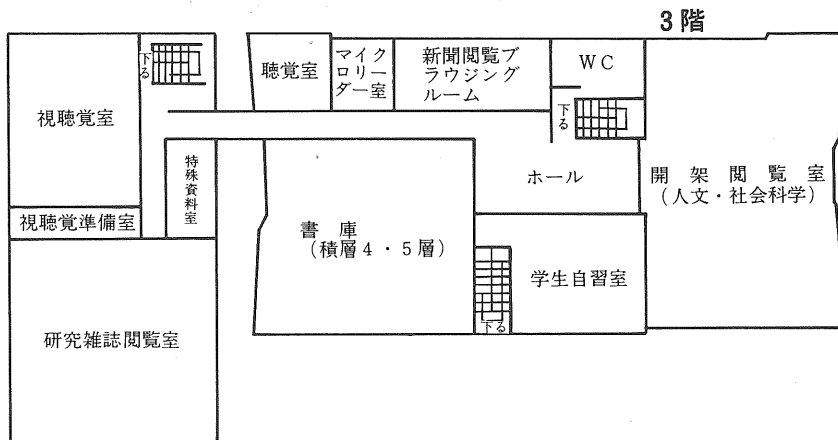 3階
下る
聴覚室
マイク
ロリー
ダー室
新聞閲覧ブ
ラウジング
ルーム
WC
下る
視聴覚室
特殊資料室
ホール
開架閲覧室
(人文・社会科学)
視聴覚準備室
書庫
(積層4・5層)
学生自習室
下る
研究雑誌閲覧室